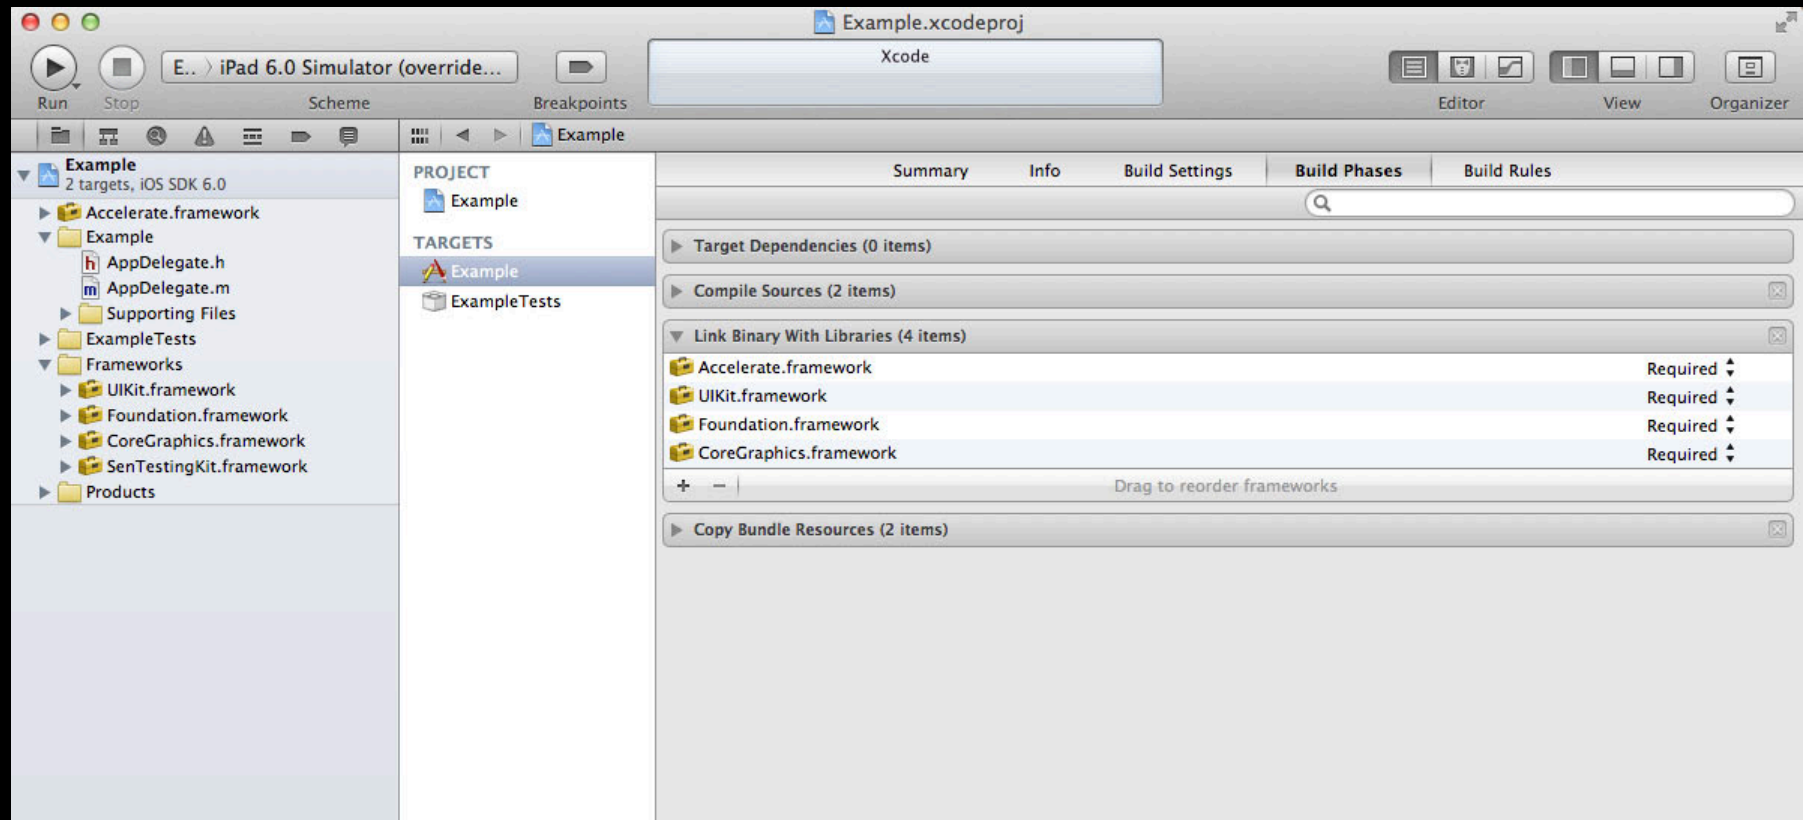 Example.xcodeproj
E.. 〉 iPad 6.0 Simulator (override...
Xcode
Run
Stop
Scheme
Breakpoints
Editor
View
Organizer
Example
Example
2 targets, iOS SDK 6.0
Accelerate.framework
Example
h AppDelegate.h
m AppDelegate.m
Supporting Files
ExampleTests
Frameworks
UIKit.framework
Foundation.framework
CoreGraphics.framework
SenTestingKit.framework
Products
PROJECT
Example
TARGETS
Example
ExampleTests
Summary
Info
Build Settings
Build Phases
Build Rules
Target Dependencies (0 items)
Compile Sources (2 items)
Link Binary With Libraries (4 items)
Accelerate.framework Required
UIKit.framework Required
Foundation.framework Required
CoreGraphics.framework Required
+ − Drag to reorder frameworks
Copy Bundle Resources (2 items)